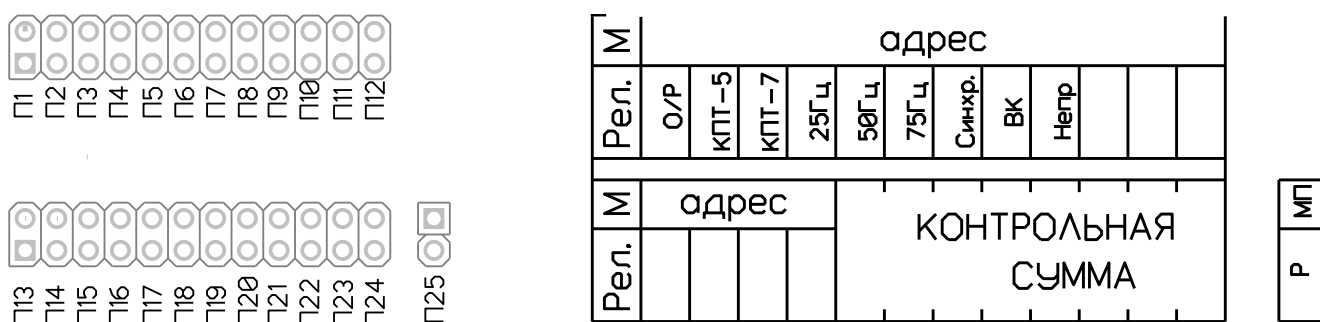 П1 П2 П3 П4 П5 П6 П7 П8 П9 П10 П11 П12
М адрес
Рел. О/Р КПТ-5 КПТ-7 25Гц 50Гц 75Гц Синхр. ВК Непр
П13 П14 П15 П16 П17 П18 П19 П20 П21 П22 П23 П24 П25
М адрес
Рел.
КОНТРОЛЬНАЯ
СУММА
МП
Р